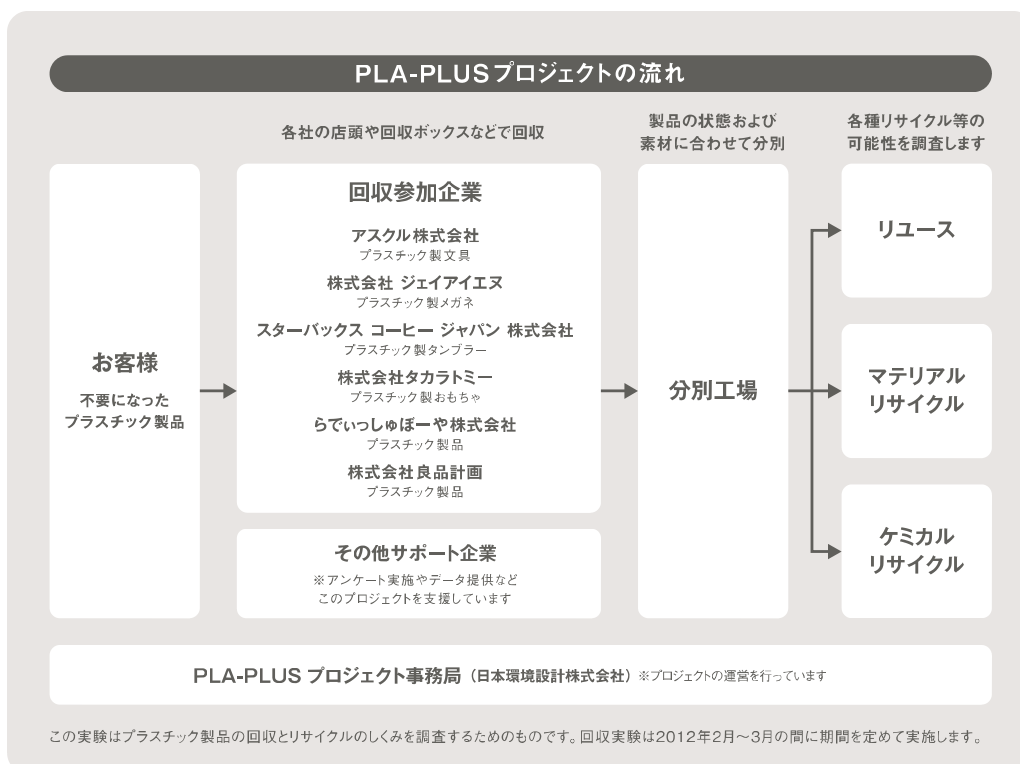 PLA-PLUSプロジェクトの流れ
各社の店頭や回収ボックスなどで回収
製品の状態および
素材に合わせて分別
各種リサイクル等の
可能性を調査します
お客様
不要になった
プラスチック製品
回収参加企業
アスクル株式会社
プラスチック製文具
株式会社 ジェイアイエヌ
プラスチック製メガネ
スターバックス コーヒー ジャパン 株式会社
プラスチック製タンブラー
株式会社タカラトミー
プラスチック製おもちゃ
らでぃっしゅぼーや株式会社
プラスチック製品
株式会社良品計画
プラスチック製品
その他サポート企業
※アンケート実施やデータ提供など
このプロジェクトを支援しています
分別工場
リユース
マテリアル
リサイクル
ケミカル
リサイクル
PLA-PLUS プロジェクト事務局（日本環境設計株式会社）※プロジェクトの運営を行っています
この実験はプラスチック製品の回収とリサイクルのしくみを調査するためのものです。回収実験は2012年2月～3月の間に期間を定めて実施します。